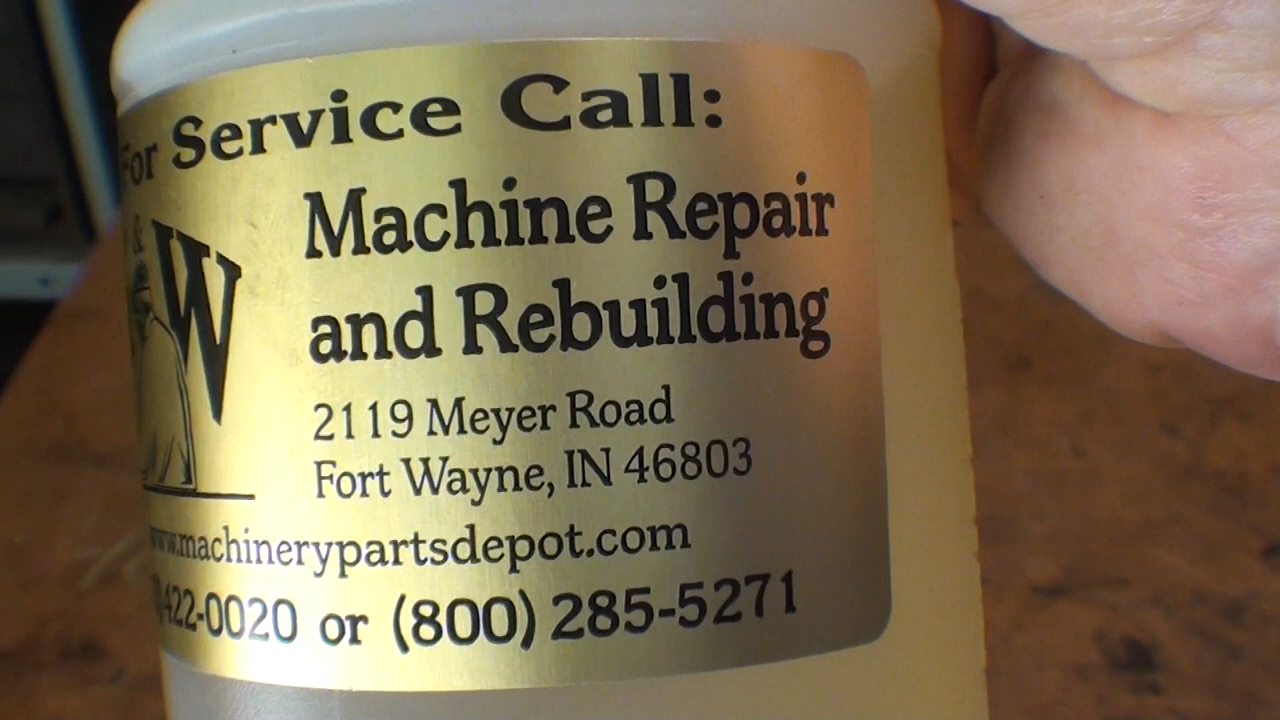 For Service Call:
& W
Machine Repair
and Rebuilding
2119 Meyer Road
Fort Wayne, IN 46803
www.machinerypartsdepot.com
422-0020 or (800) 285-5271